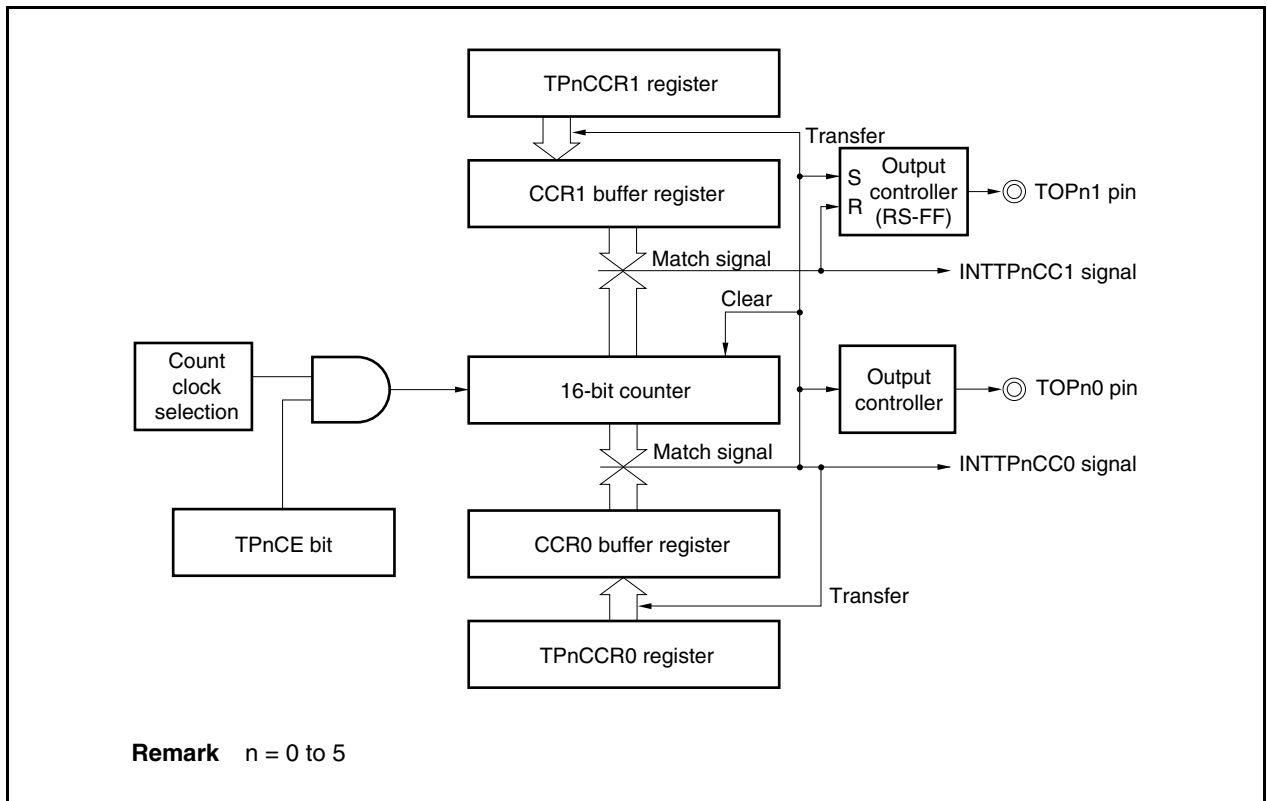 TPnCCR1 register
Transfer
CCR1 buffer register
S
R
Output
controller
(RS-FF)
TOPn1 pin
Match signal
INTTPnCC1 signal
Clear
Count
clock
selection
16-bit counter
Output
controller
TOPn0 pin
Match signal
INTTPnCC0 signal
TPnCE bit
CCR0 buffer register
Transfer
TPnCCR0 register
Remark n = 0 to 5